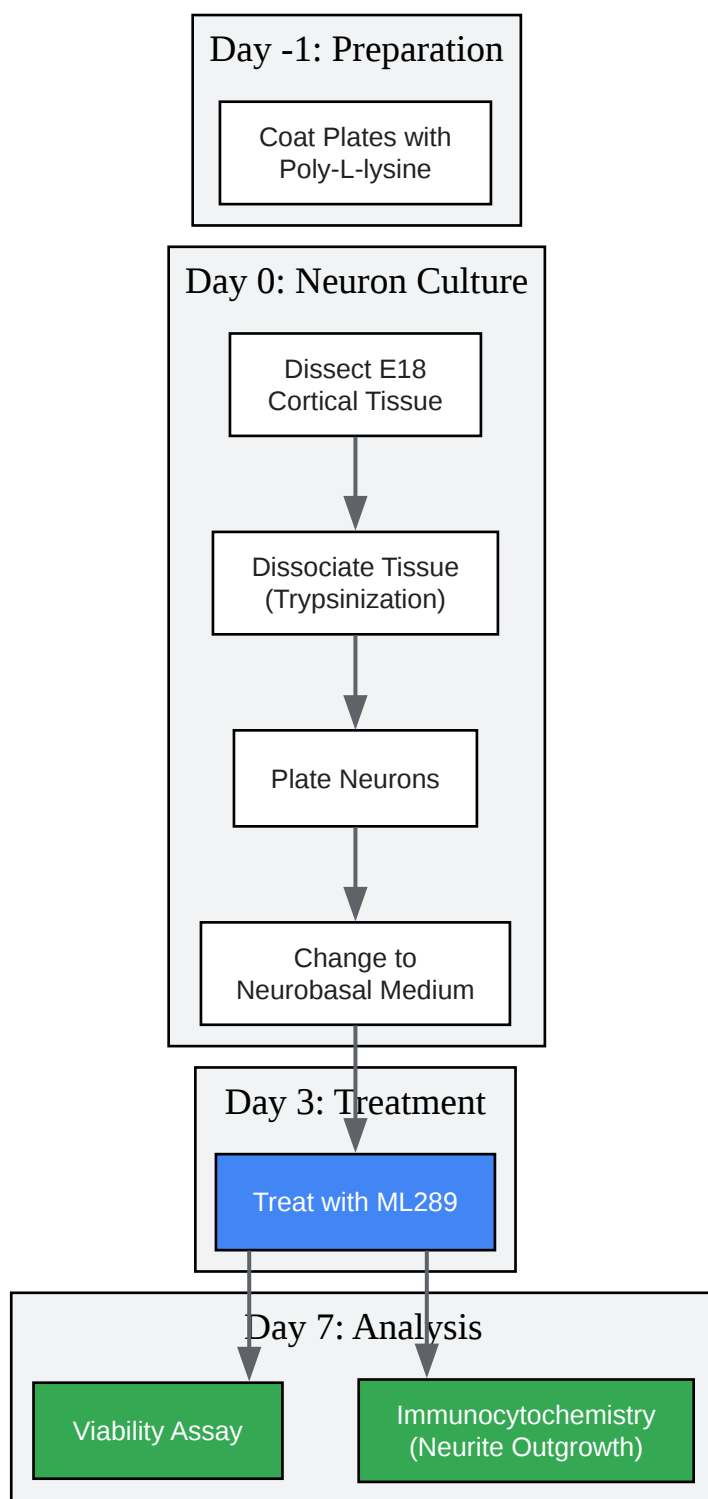 Day -1: Preparation
Coat Plates with
Poly-L-lysine
Day 0: Neuron Culture
Dissect E18
Cortical Tissue
Dissociate Tissue
(Trypsinization)
Plate Neurons
Change to
Neurobasal Medium
Day 3: Treatment
Treat with ML289
Day 7: Analysis
Viability Assay
Immunocytochemistry
(Neurite Outgrowth)